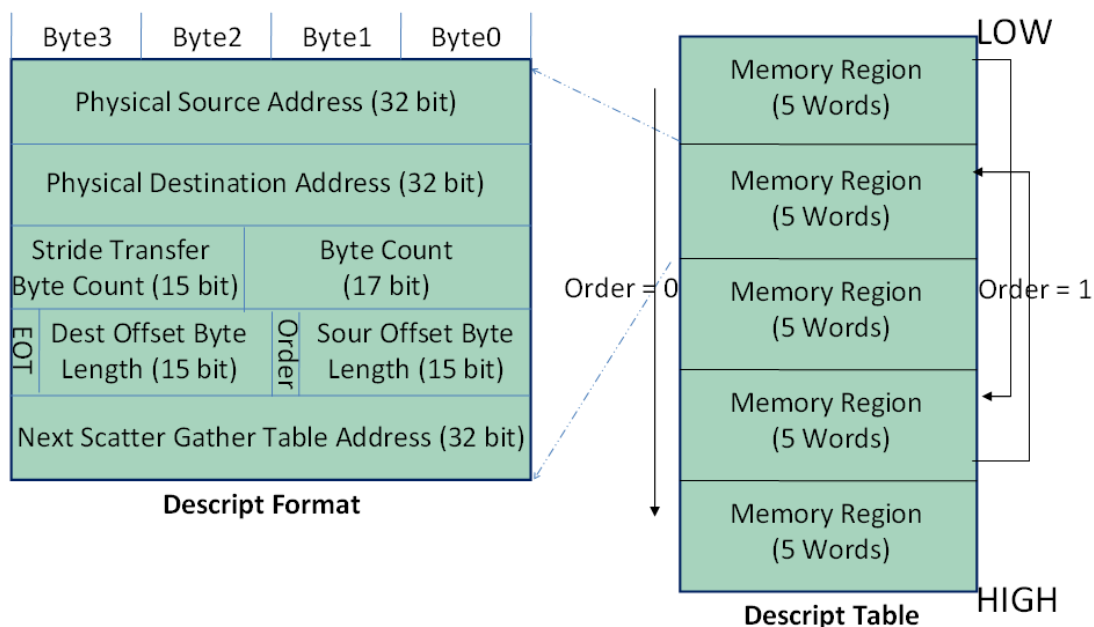 Byte3 Byte2 Byte1 Byte0
Physical Source Address (32 bit)
Physical Destination Address (32 bit)
Stride Transfer
Byte Count (15 bit)
Byte Count
(17 bit)
EOT
Dest Offset Byte
Length (15 bit)
Order
Sour Offset Byte
Length (15 bit)
Next Scatter Gather Table Address (32 bit)
Descript Format
LOW
Memory Region
(5 Words)
Memory Region
(5 Words)
Order = 0
Memory Region
(5 Words)
Order = 1
Memory Region
(5 Words)
Memory Region
(5 Words)
HIGH
Descript Table